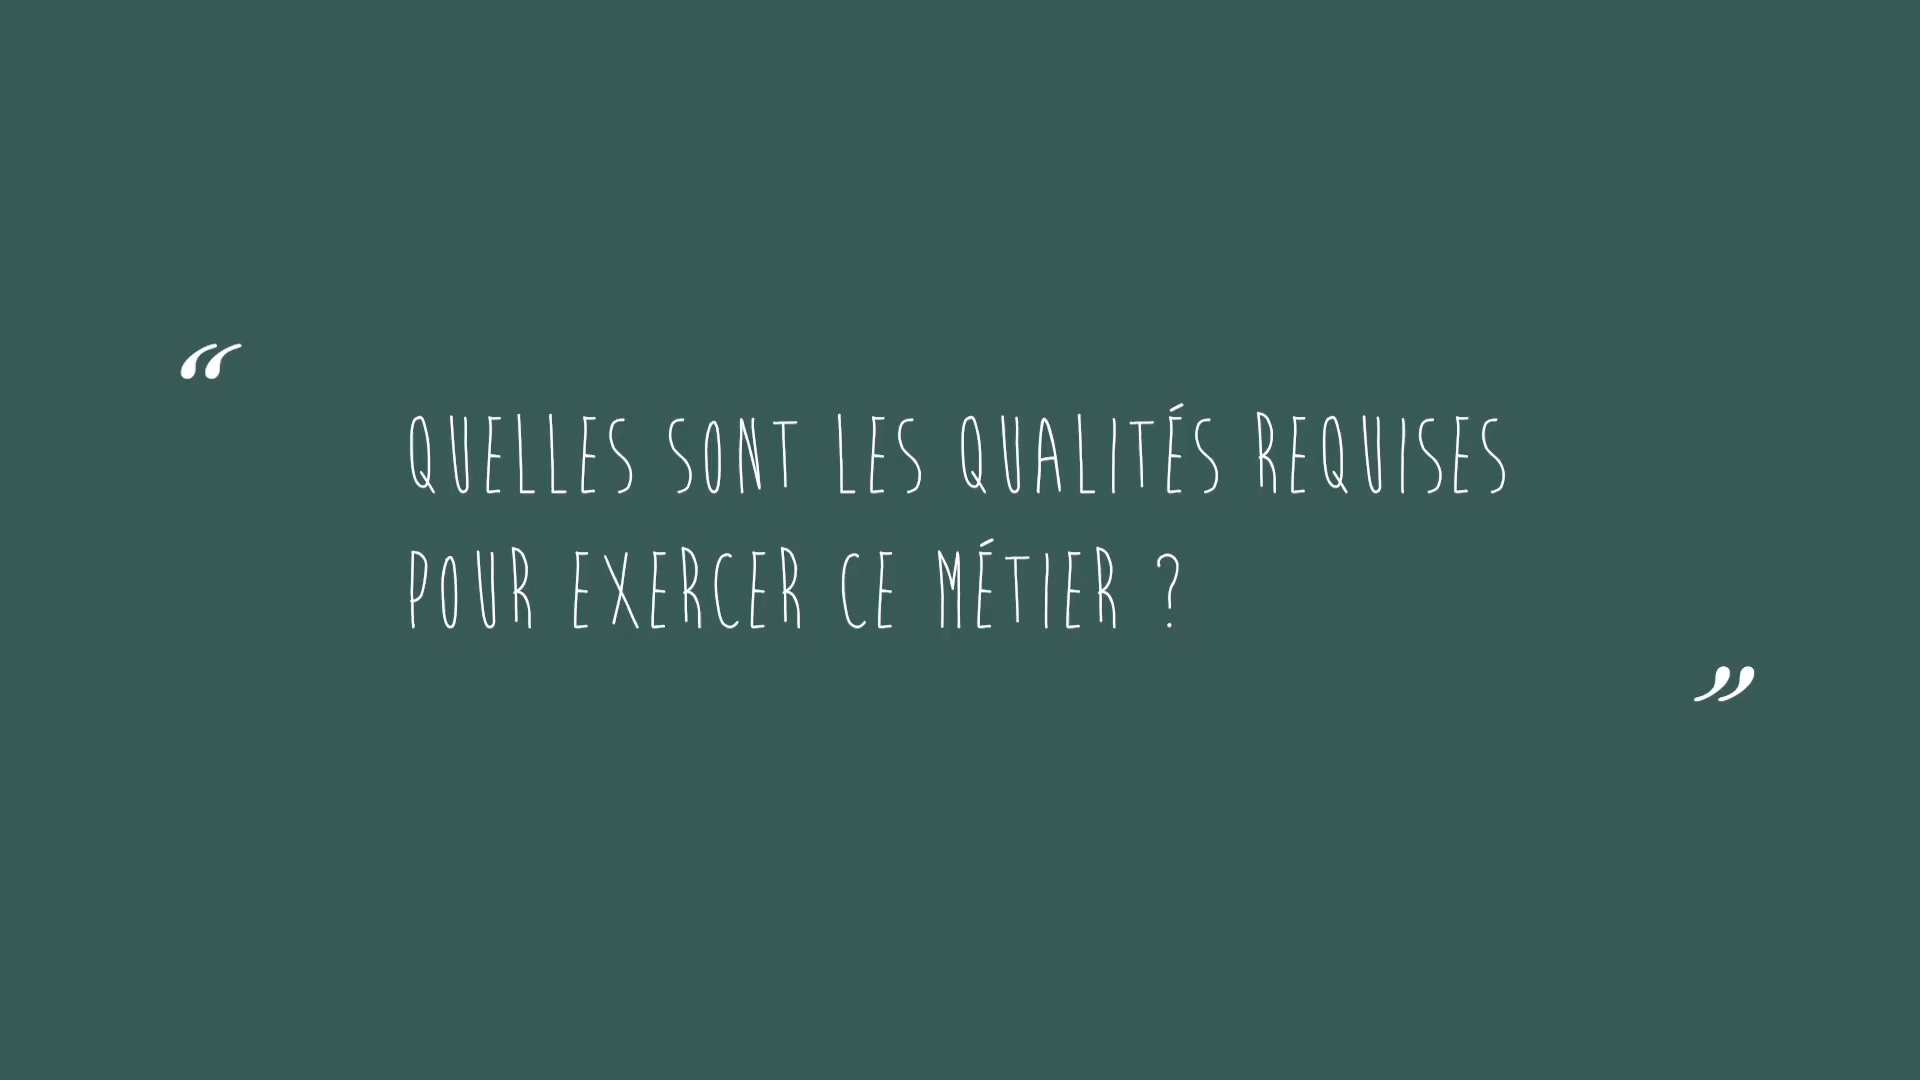 “
QUELLES SONT LES QUALITÉS REQUISES
POUR EXERCER CE MÉTIER ?
”